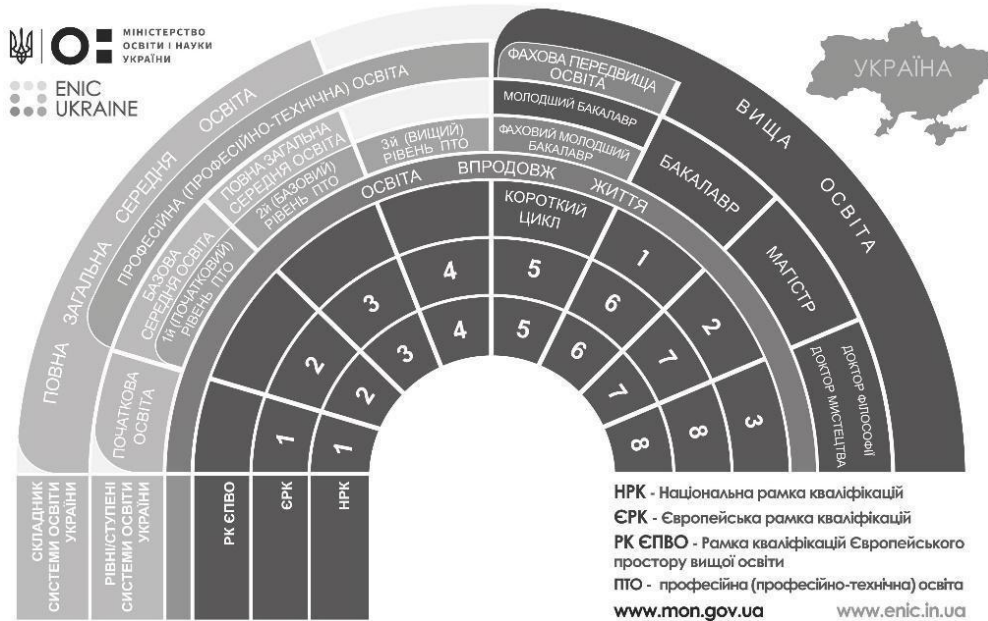 МІНІСТЕРСТВО
ОСВІТИ І НАУКИ
УКРАЇНИ
ENIC
UKRAINE
УКРАЇНА
ПОВНА ЗАГАЛЬНА СЕРЕДНЯ ОСВІТА
ВИЩА ОСВІТА
ПРОФЕСІЙНА (ПРОФЕСІЙНО-ТЕХНІЧНА) ОСВІТА
ФАХОВА ПЕРЕДВИЩА
ОСВІТА
ПОЧАТКОВА
ОСВІТА
БАЗОВА
СЕРЕДНЯ ОСВІТА
1й (ПОЧАТКОВИЙ)
РІВЕНЬ ПТО
ПОВНА ЗАГАЛЬНА
СЕРЕДНЯ ОСВІТА
2й (БАЗОВИЙ)
РІВЕНЬ ПТО
3й (ВИЩИЙ)
РІВЕНЬ ПТО
МОЛОДШИЙ БАКАЛАВР
ФАХОВИЙ МОЛОДШИЙ
БАКАЛАВР
БАКАЛАВР
МАГІСТР
ДОКТОР ФІЛОСОФІЇ
ДОКТОР МИСТЕЦТВА
ОСВІТА ВПРОДОВЖ ЖИТТЯ
КОРОТКИЙ
ЦИКЛ
1
2
3
1
2
3
4
5
6
7
8
1
2
3
4
5
6
7
8
СКЛАДНИК
СИСТЕМИ ОСВІТИ
УКРАЇНИ
РІВНІ/СТУПЕНІ
СИСТЕМИ ОСВІТИ
УКРАЇНИ
РК ЄПВО
ЄРК
НРК
НРК - Національна рамка кваліфікацій
ЄРК - Європейська рамка кваліфікацій
РК ЄПВО - Рамка кваліфікацій Європейського
простору вищої освіти
ПТО - професійна (професійно-технічна) освіта
www.mon.gov.ua www.enic.in.ua